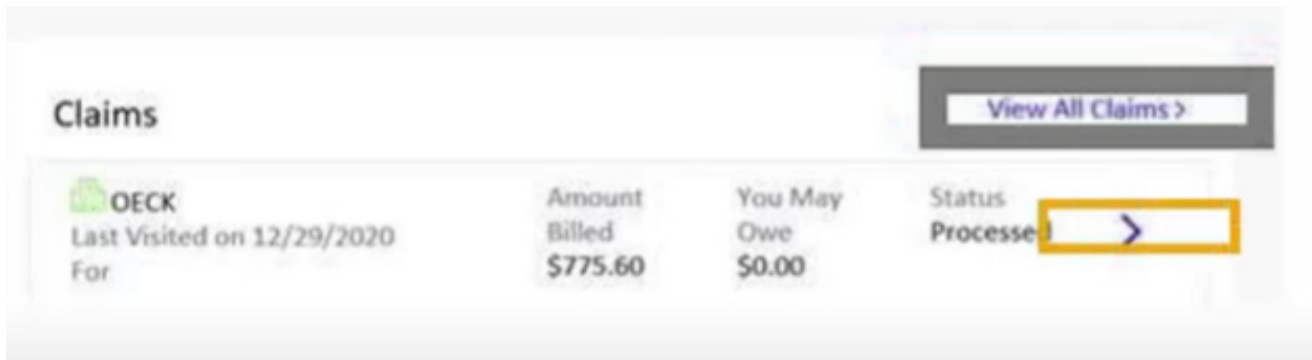 Claims
View All Claims >
OECK
Last Visited on 12/29/2020
For
Amount
Billed
$775.60
You May
Owe
$0.00
Status
Processed